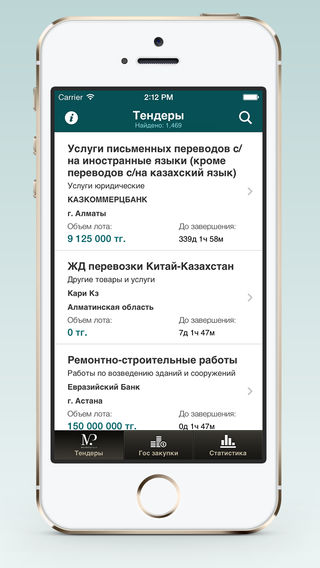 Carrier 2:12 PM
Тендеры
Найдено: 1,469
Услуги письменных переводов с/
на иностранные языки (кроме
переводов с/на казахский язык)
Услуги юридические
КАЗКОММЕРЦБАНК
г. Алматы
Объем лота: До завершения:
9 125 000 тг. 339д 1ч 58м
ЖД перевозки Китай-Казахстан
Другие товары и услуги
Кари Кз
Алматинская область
Объем лота: До завершения:
0 тг. 7д 1ч 47м
Ремонтно-строительные работы
Работы по возведению зданий и сооружений
Евразийский Банк
г. Астана
Объем лота: До завершения:
150 000 000 тг. 2д 1ч 47м
MP
Тендеры Гос закупки Статистика